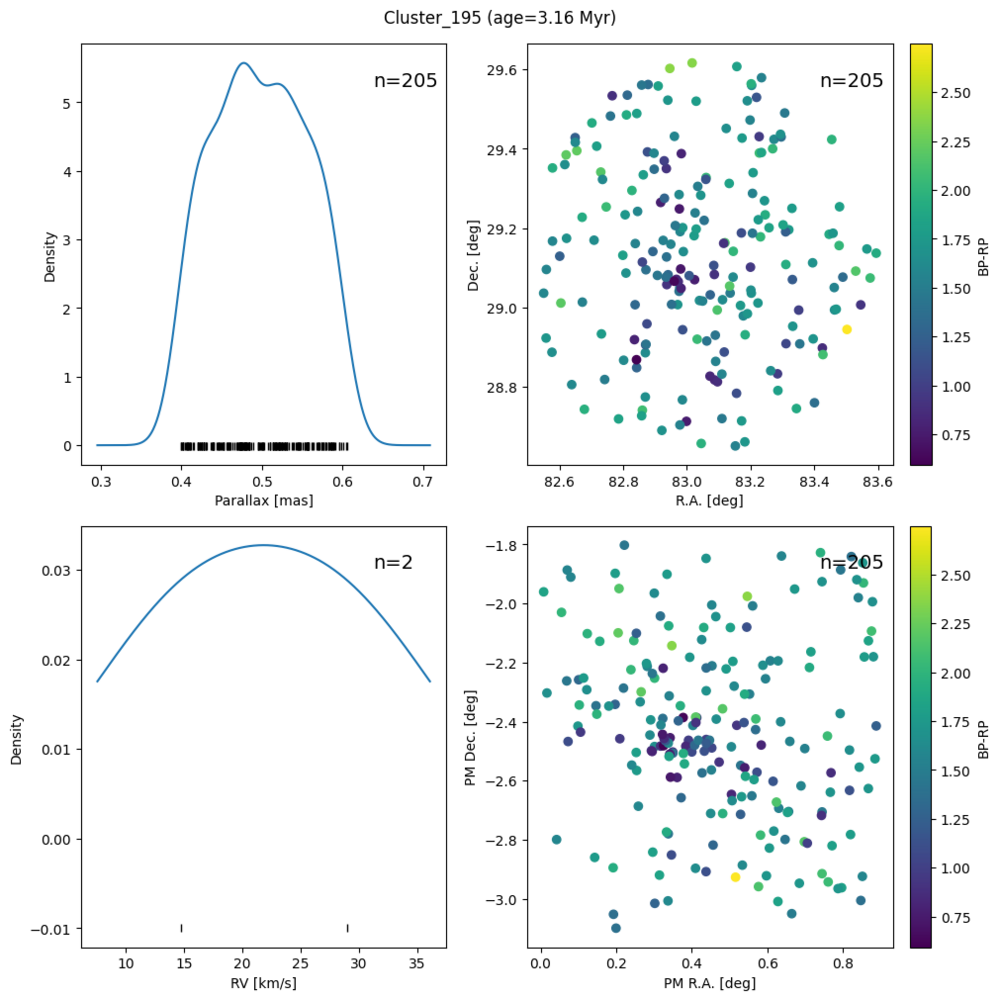 Cluster_195 (age=3.16 Myr)
n=205
Density
5
4
3
2
1
0
0.3 0.4 0.5 0.6 0.7
Parallax [mas]
n=205
Dec. [deg]
29.6
29.4
29.2
29.0
28.8
82.6 82.8 83.0 83.2 83.4 83.6
R.A. [deg]
2.50
2.25
2.00
1.75
1.50
1.25
1.00
0.75
BP-RP
n=2
Density
0.03
0.02
0.01
0.00
−0.01
10 15 20 25 30 35
RV [km/s]
n=205
PM Dec. [deg]
−1.8
−2.0
−2.2
−2.4
−2.6
−2.8
−3.0
0.0 0.2 0.4 0.6 0.8
PM R.A. [deg]
2.50
2.25
2.00
1.75
1.50
1.25
1.00
0.75
BP-RP